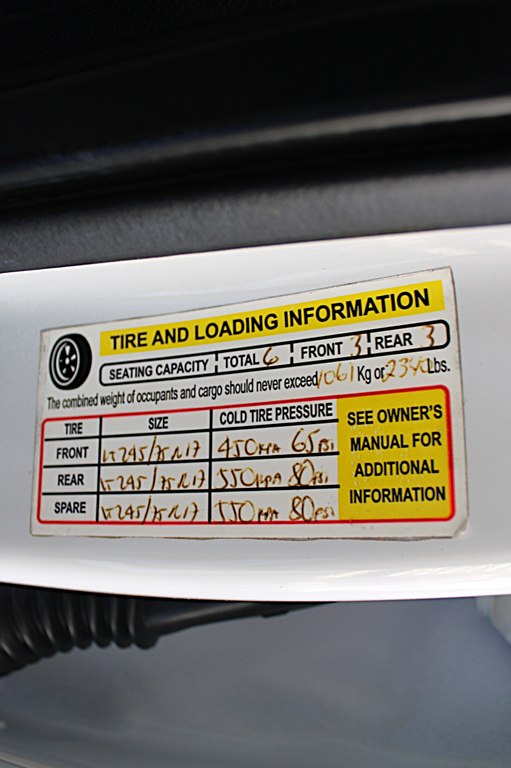 TIRE AND LOADING INFORMATION
SEATING CAPACITY TOTAL 6 FRONT 3 REAR 3
The combined weight of occupants and cargo should never exceed 1061 Kg or 2340 Lbs.
TIRE SIZE COLD TIRE PRESSURE
FRONT LT245/75R17 450KPA 65PSI
REAR LT245/75R17 550KPA 80PSI
SPARE LT245/75R17 550KPA 80PSI
SEE OWNER'S
MANUAL FOR
ADDITIONAL
INFORMATION